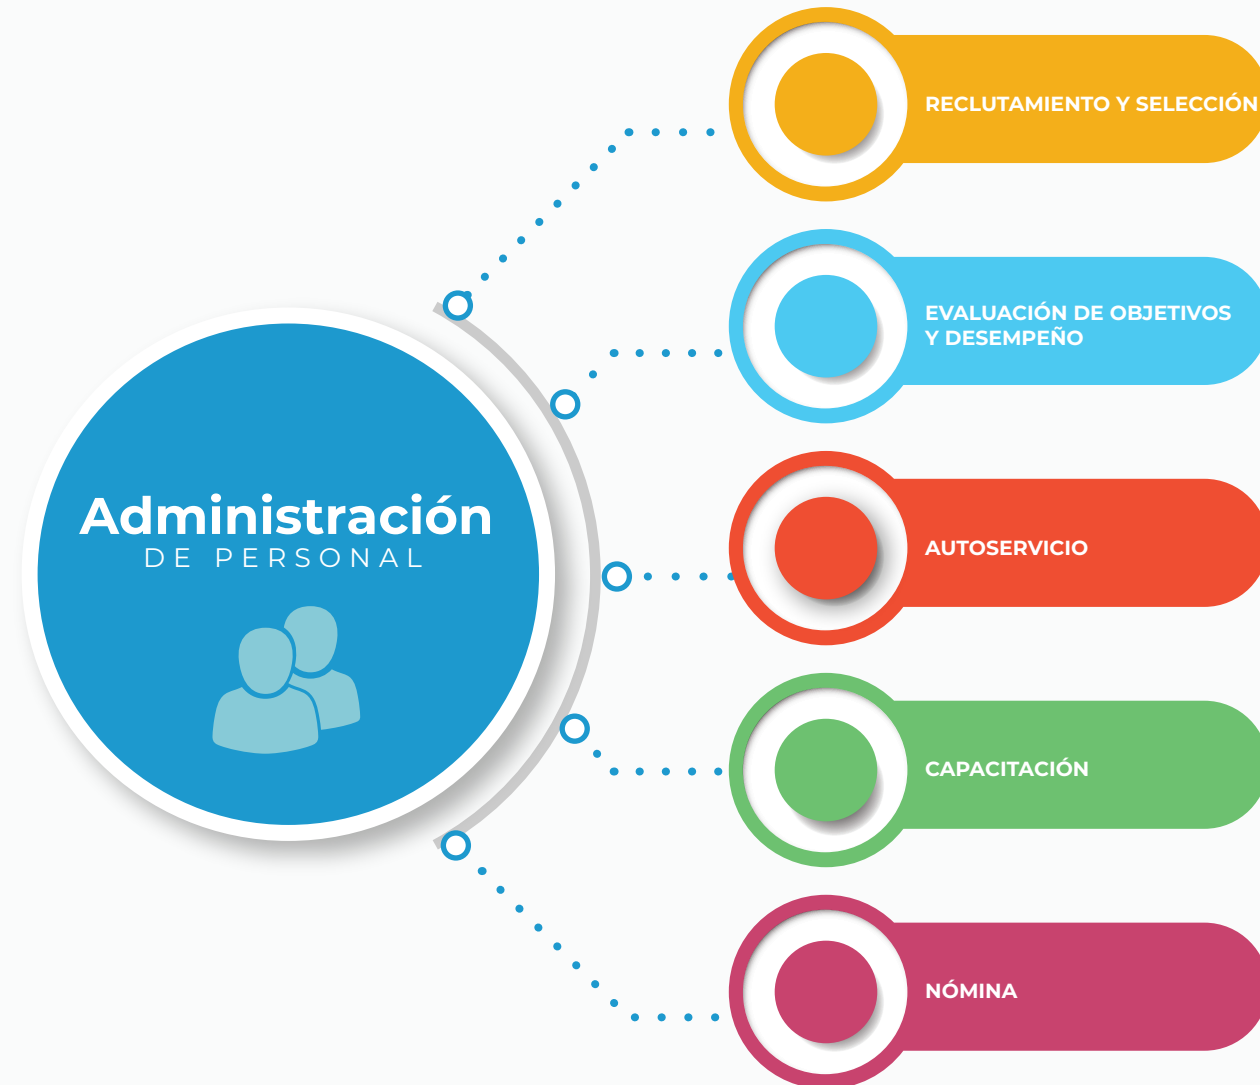 Administración
DE PERSONAL
RECLUTAMIENTO Y SELECCIÓN
EVALUACIÓN DE OBJETIVOS
Y DESEMPEÑO
AUTOSERVICIO
CAPACITACIÓN
NÓMINA